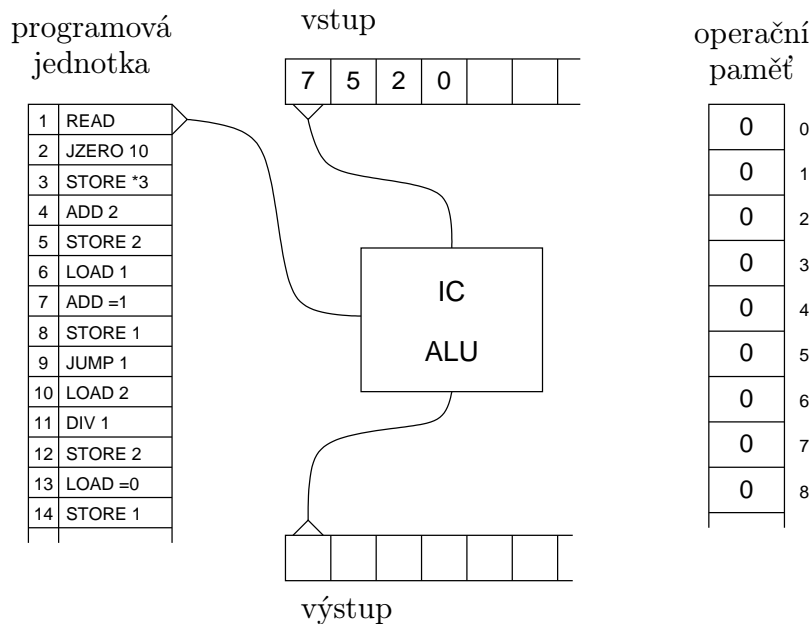 programová
jednotka
1 READ
2 JZERO 10
3 STORE *3
4 ADD 2
5 STORE 2
6 LOAD 1
7 ADD =1
8 STORE 1
9 JUMP 1
10 LOAD 2
11 DIV 1
12 STORE 2
13 LOAD =0
14 STORE 1
vstup
7 5 2 0
IC
ALU
výstup
operační
paměť
0 0
0 1
0 2
0 3
0 4
0 5
0 6
0 7
0 8